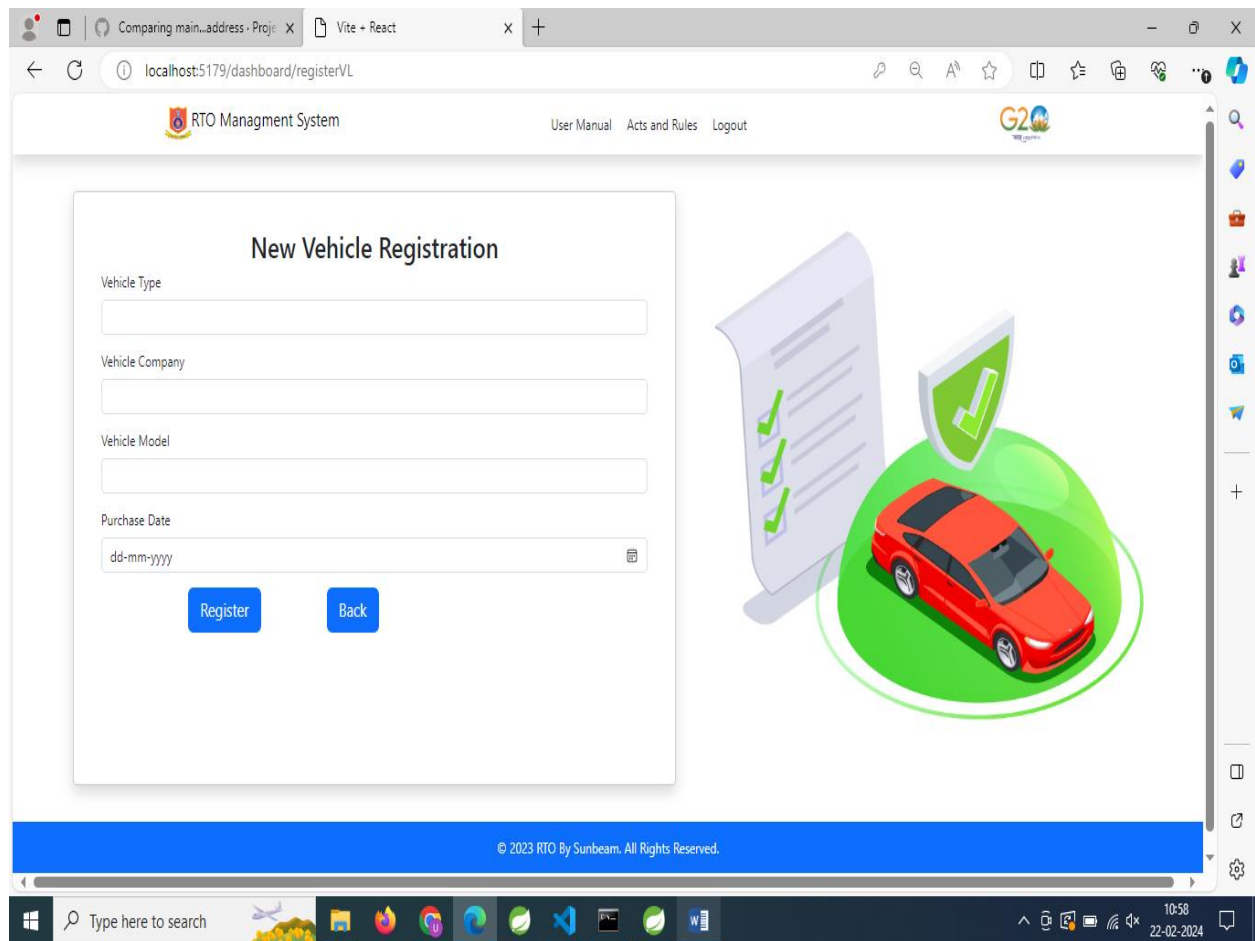 Comparing main...address · Proje
Vite + React
localhost:5179/dashboard/registerVL
RTO Managment System
User Manual
Acts and Rules
Logout
G20
New Vehicle Registration
Vehicle Type
Vehicle Company
Vehicle Model
Purchase Date
dd-mm-yyyy
Register
Back
© 2023 RTO By Sunbeam. All Rights Reserved.
Type here to search
10:58
22-02-2024